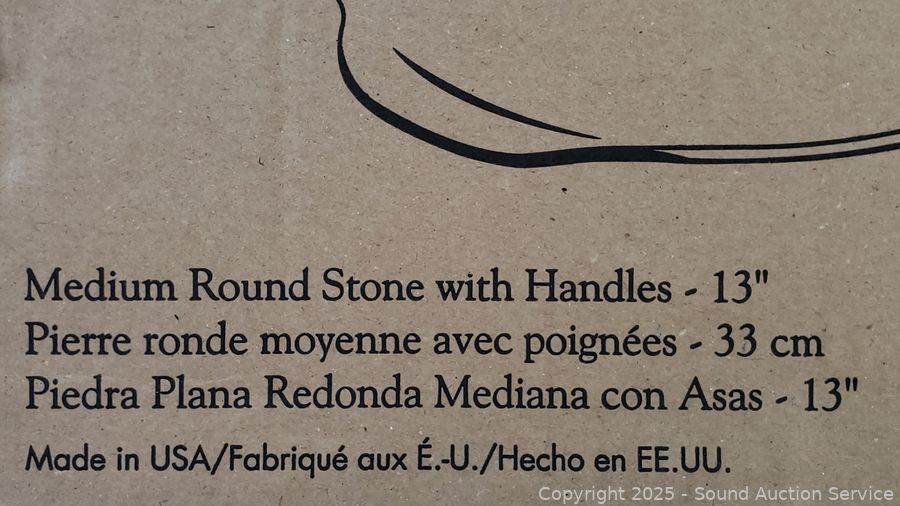 Medium Round Stone with Handles - 13"
Pierre ronde moyenne avec poignées - 33 cm
Piedra Plana Redonda Mediana con Asas - 13"
Made in USA/Fabriqué aux É.-U./Hecho en EE.UU.
Copyright 2025 - Sound Auction Service